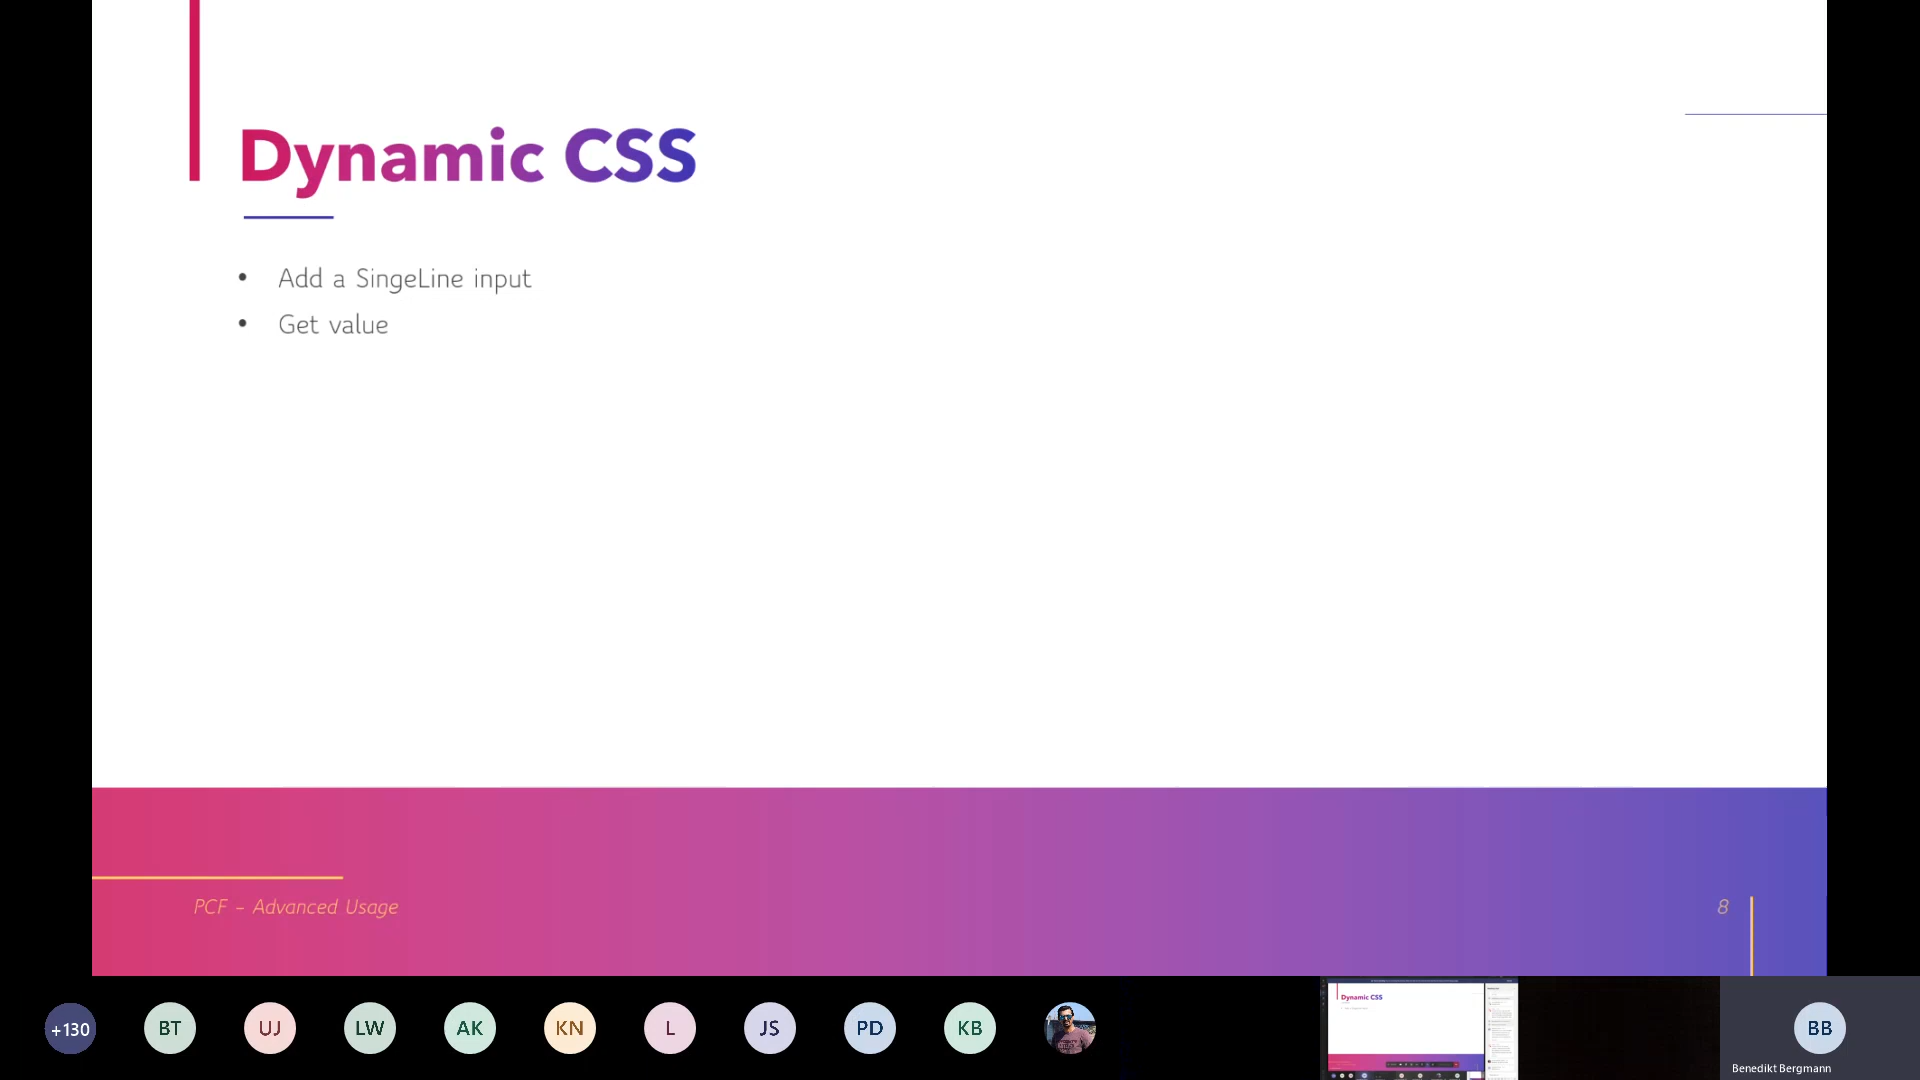 Dynamic CSS
• Add a SingeLine input
• Get value
PCF – Advanced Usage
8
+130
BT
UJ
LW
AK
KN
L
JS
PD
KB
Dynamic CSS
BB
Benedikt Bergmann